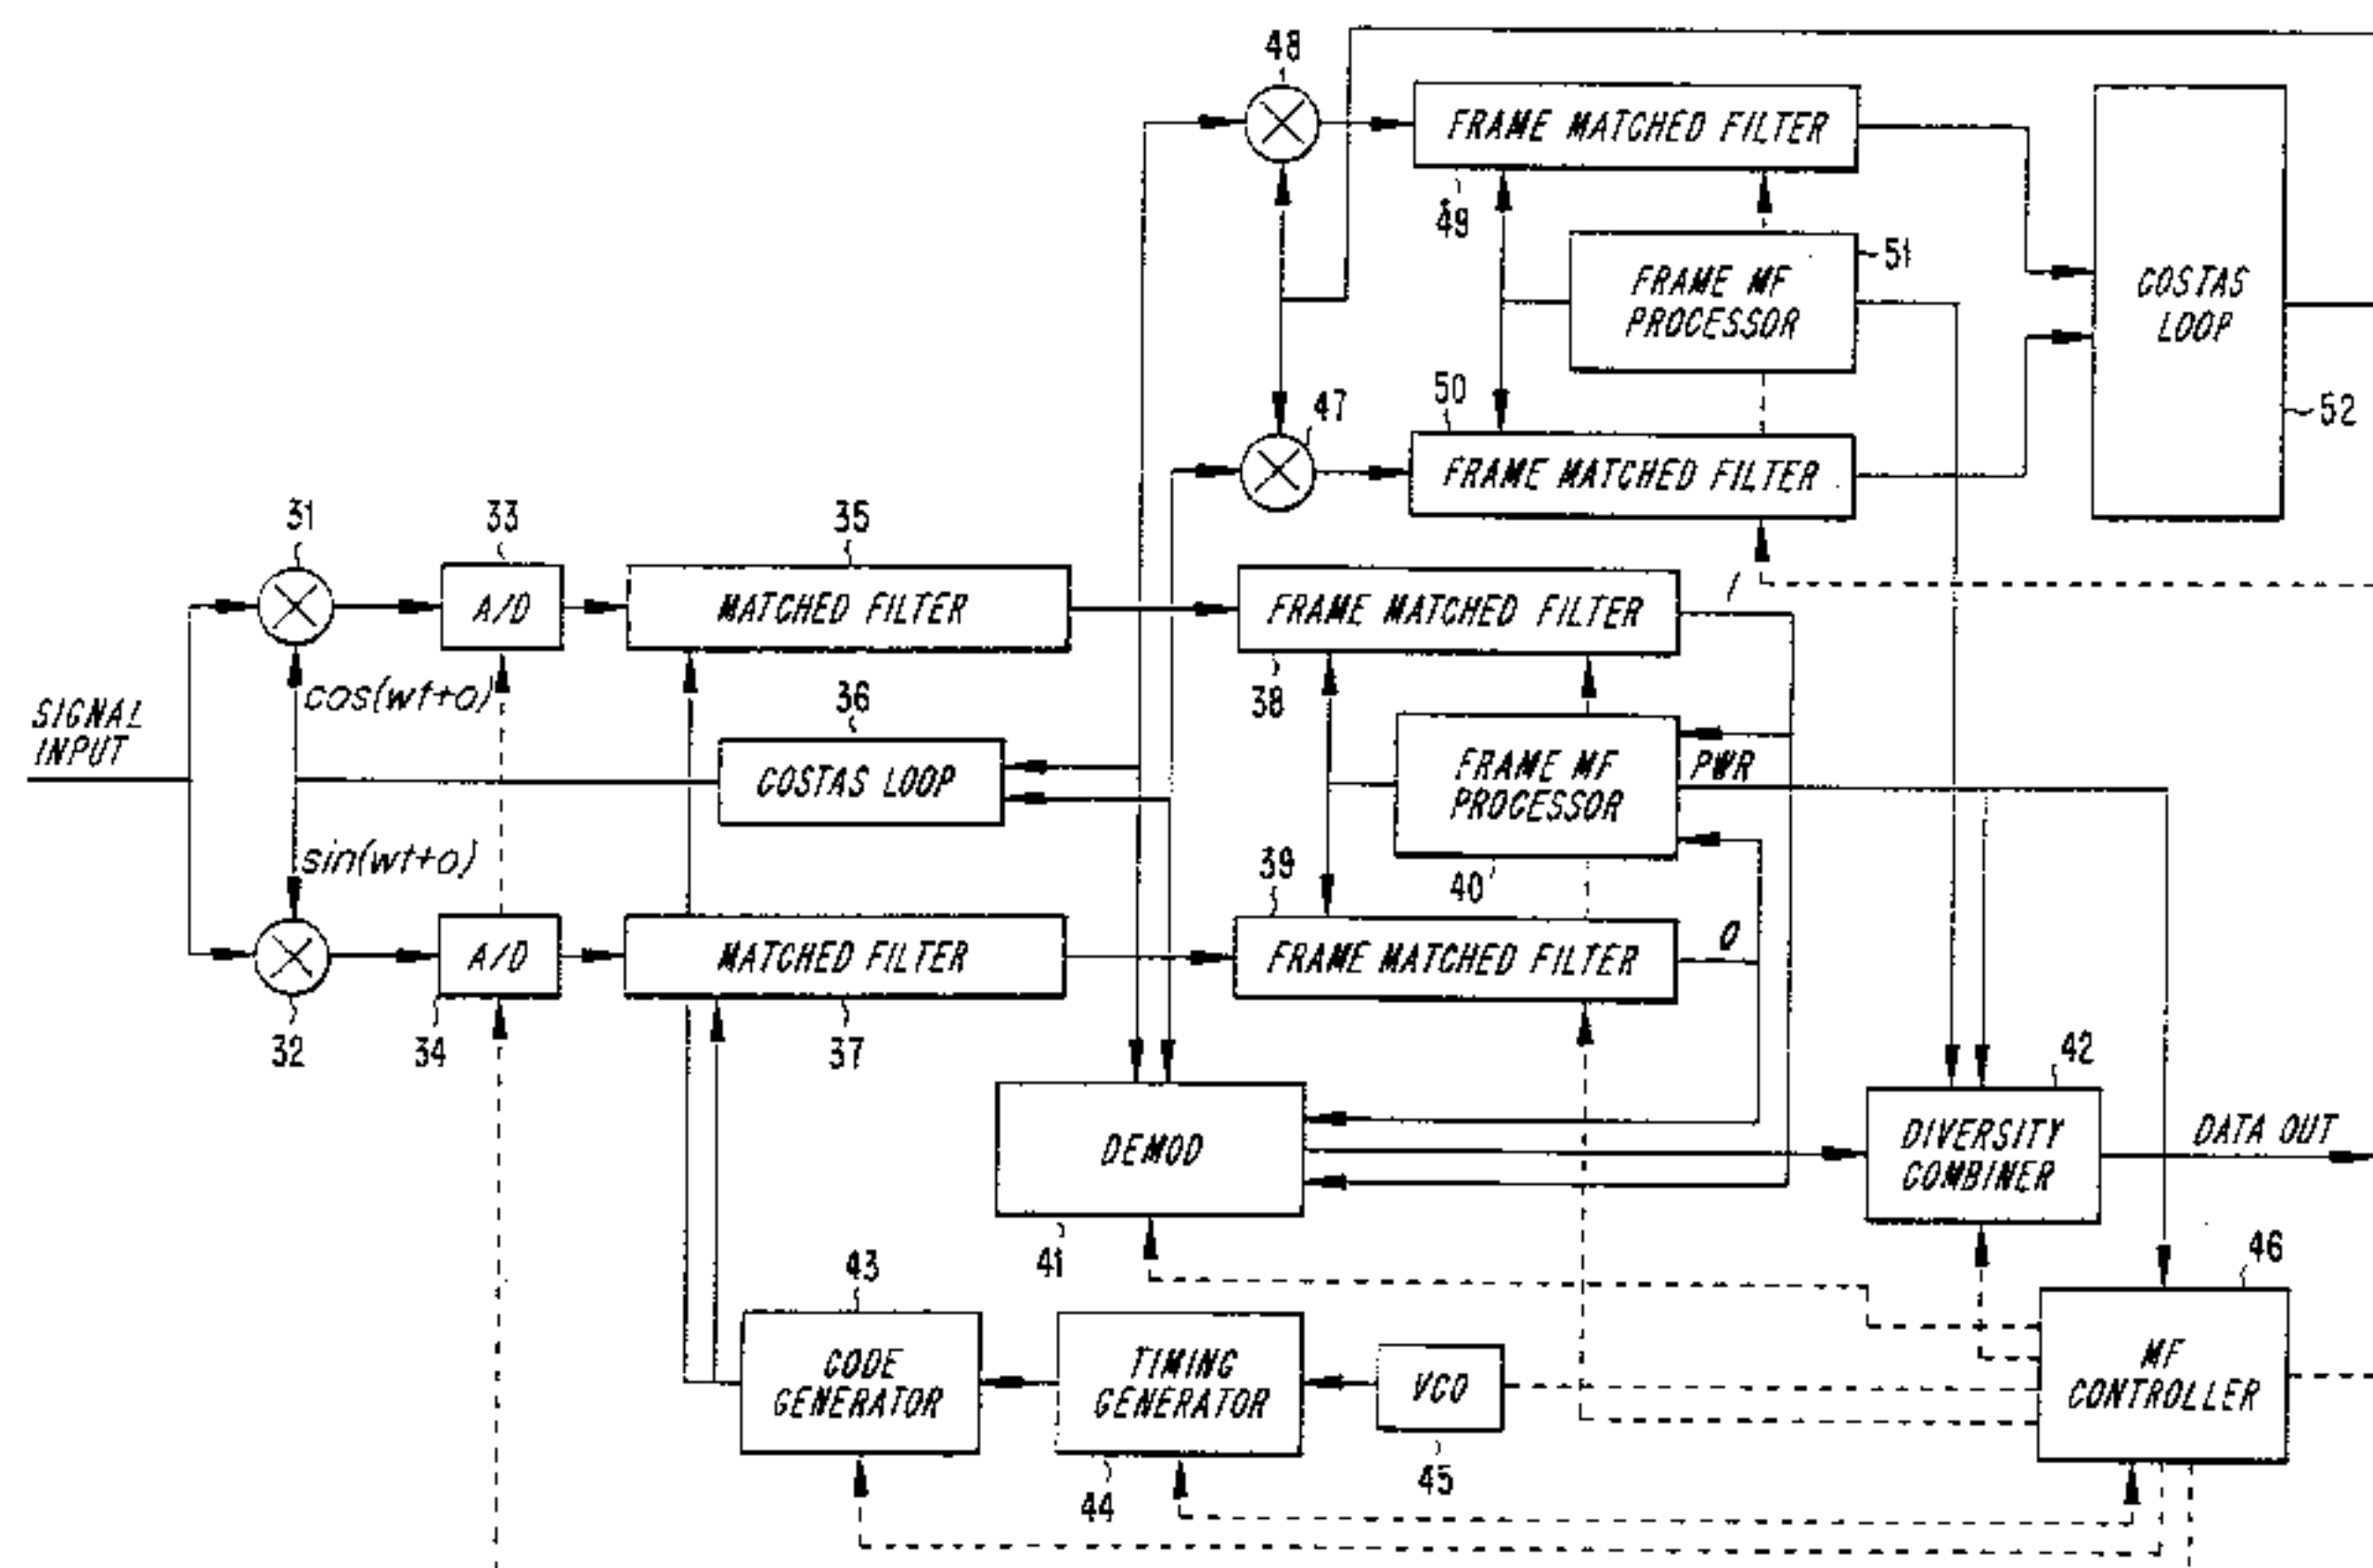 48
FRAME MATCHED FILTER
49
FRAME MF
PROCESSOR
51
COSTAS
LOOP
52
50
47
FRAME MATCHED FILTER
31
33
35
A/D
MATCHED FILTER
FRAME MATCHED FILTER
I
38
cos(wt+o)
SIGNAL
INPUT
36
COSTAS LOOP
FRAME MF
PROCESSOR
PWR
40
sin(wt+o)
39
A/D
MATCHED FILTER
FRAME MATCHED FILTER
Q
32
34
37
42
DEMOD
DIVERSITY
COMBINER
DATA OUT
41
43
46
CODE
GENERATOR
TIMING
GENERATOR
VCO
MF
CONTROLLER
44
45